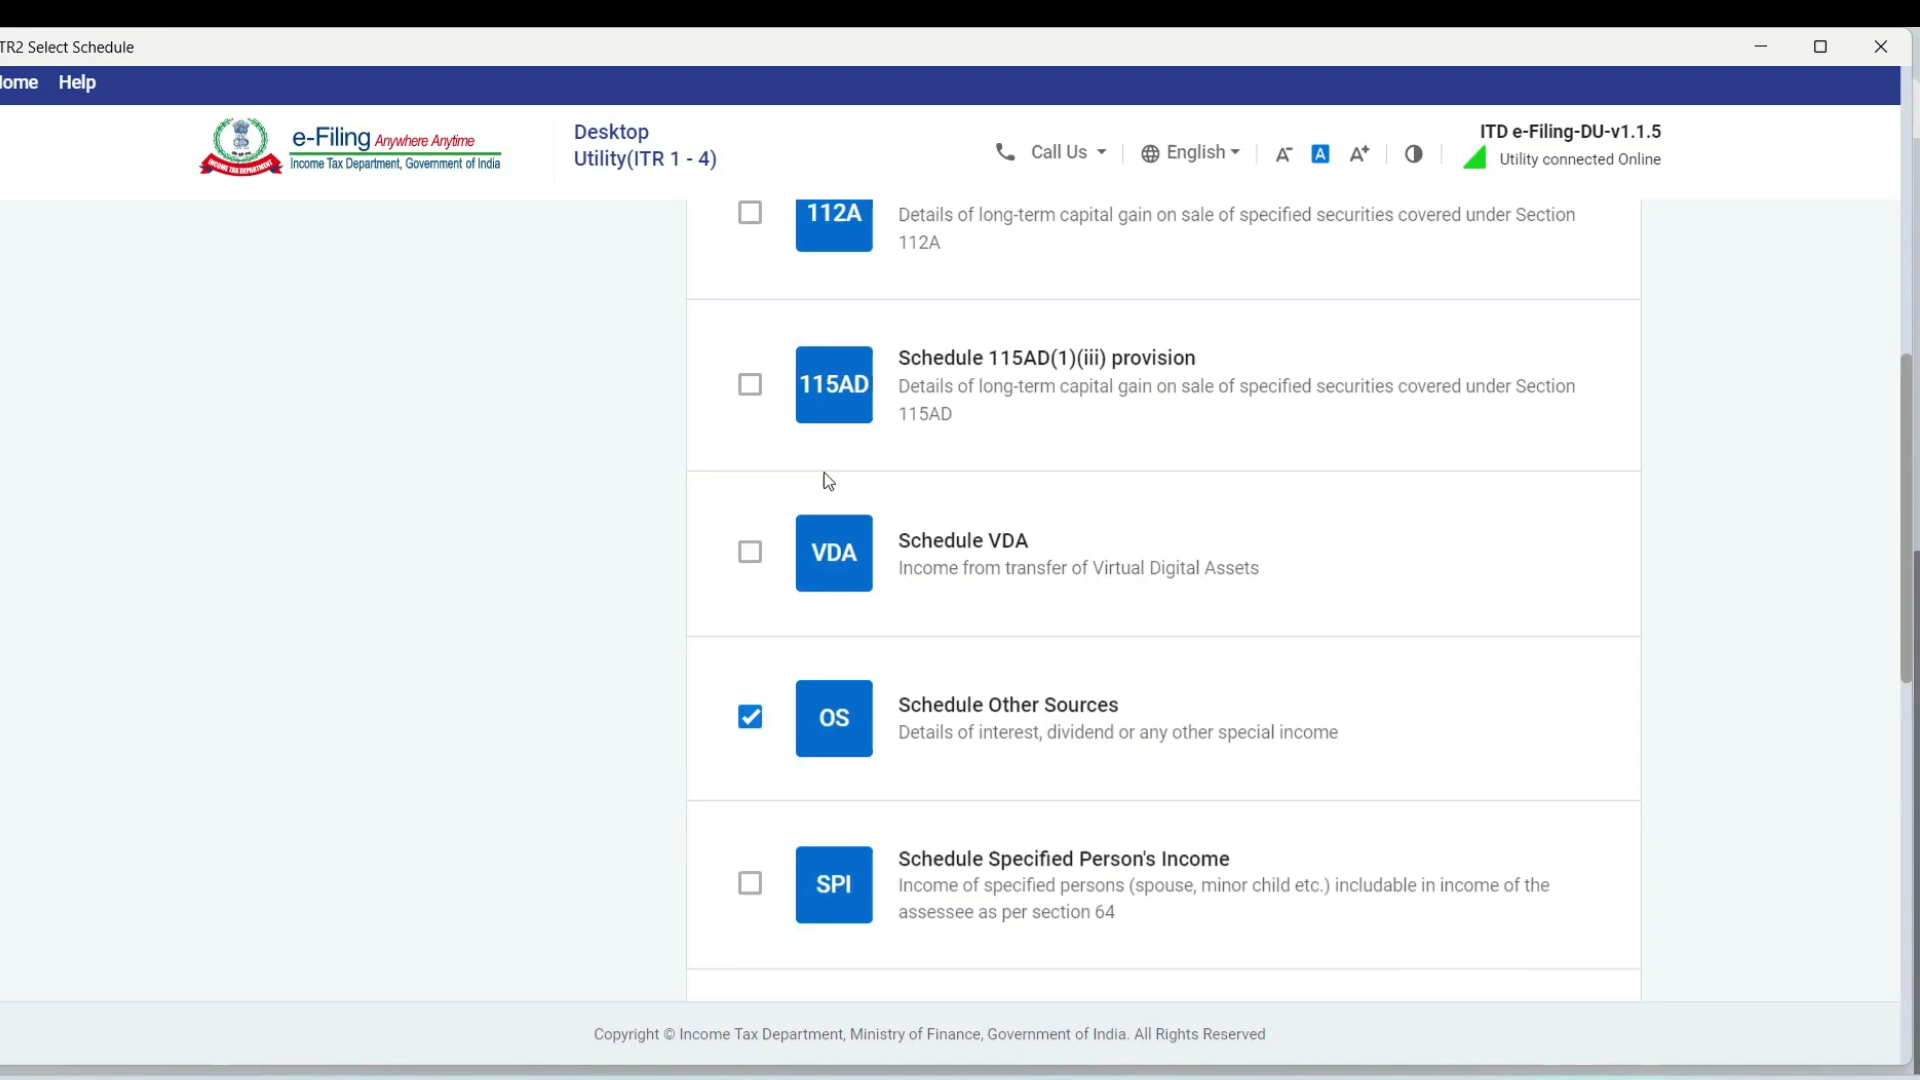 TR2 Select Schedule
Home Help
e-Filing Anywhere Anytime
Income Tax Department, Government of India
Desktop
Utility(ITR 1 - 4)
Call Us
English
A-
A
A+
ITD e-Filing-DU-v1.1.5
Utility connected Online
112A
Details of long-term capital gain on sale of specified securities covered under Section
112A
115AD
Schedule 115AD(1)(iii) provision
Details of long-term capital gain on sale of specified securities covered under Section
115AD
VDA
Schedule VDA
Income from transfer of Virtual Digital Assets
OS
Schedule Other Sources
Details of interest, dividend or any other special income
SPI
Schedule Specified Person's Income
Income of specified persons (spouse, minor child etc.) includable in income of the
assessee as per section 64
Copyright © Income Tax Department, Ministry of Finance, Government of India. All Rights Reserved